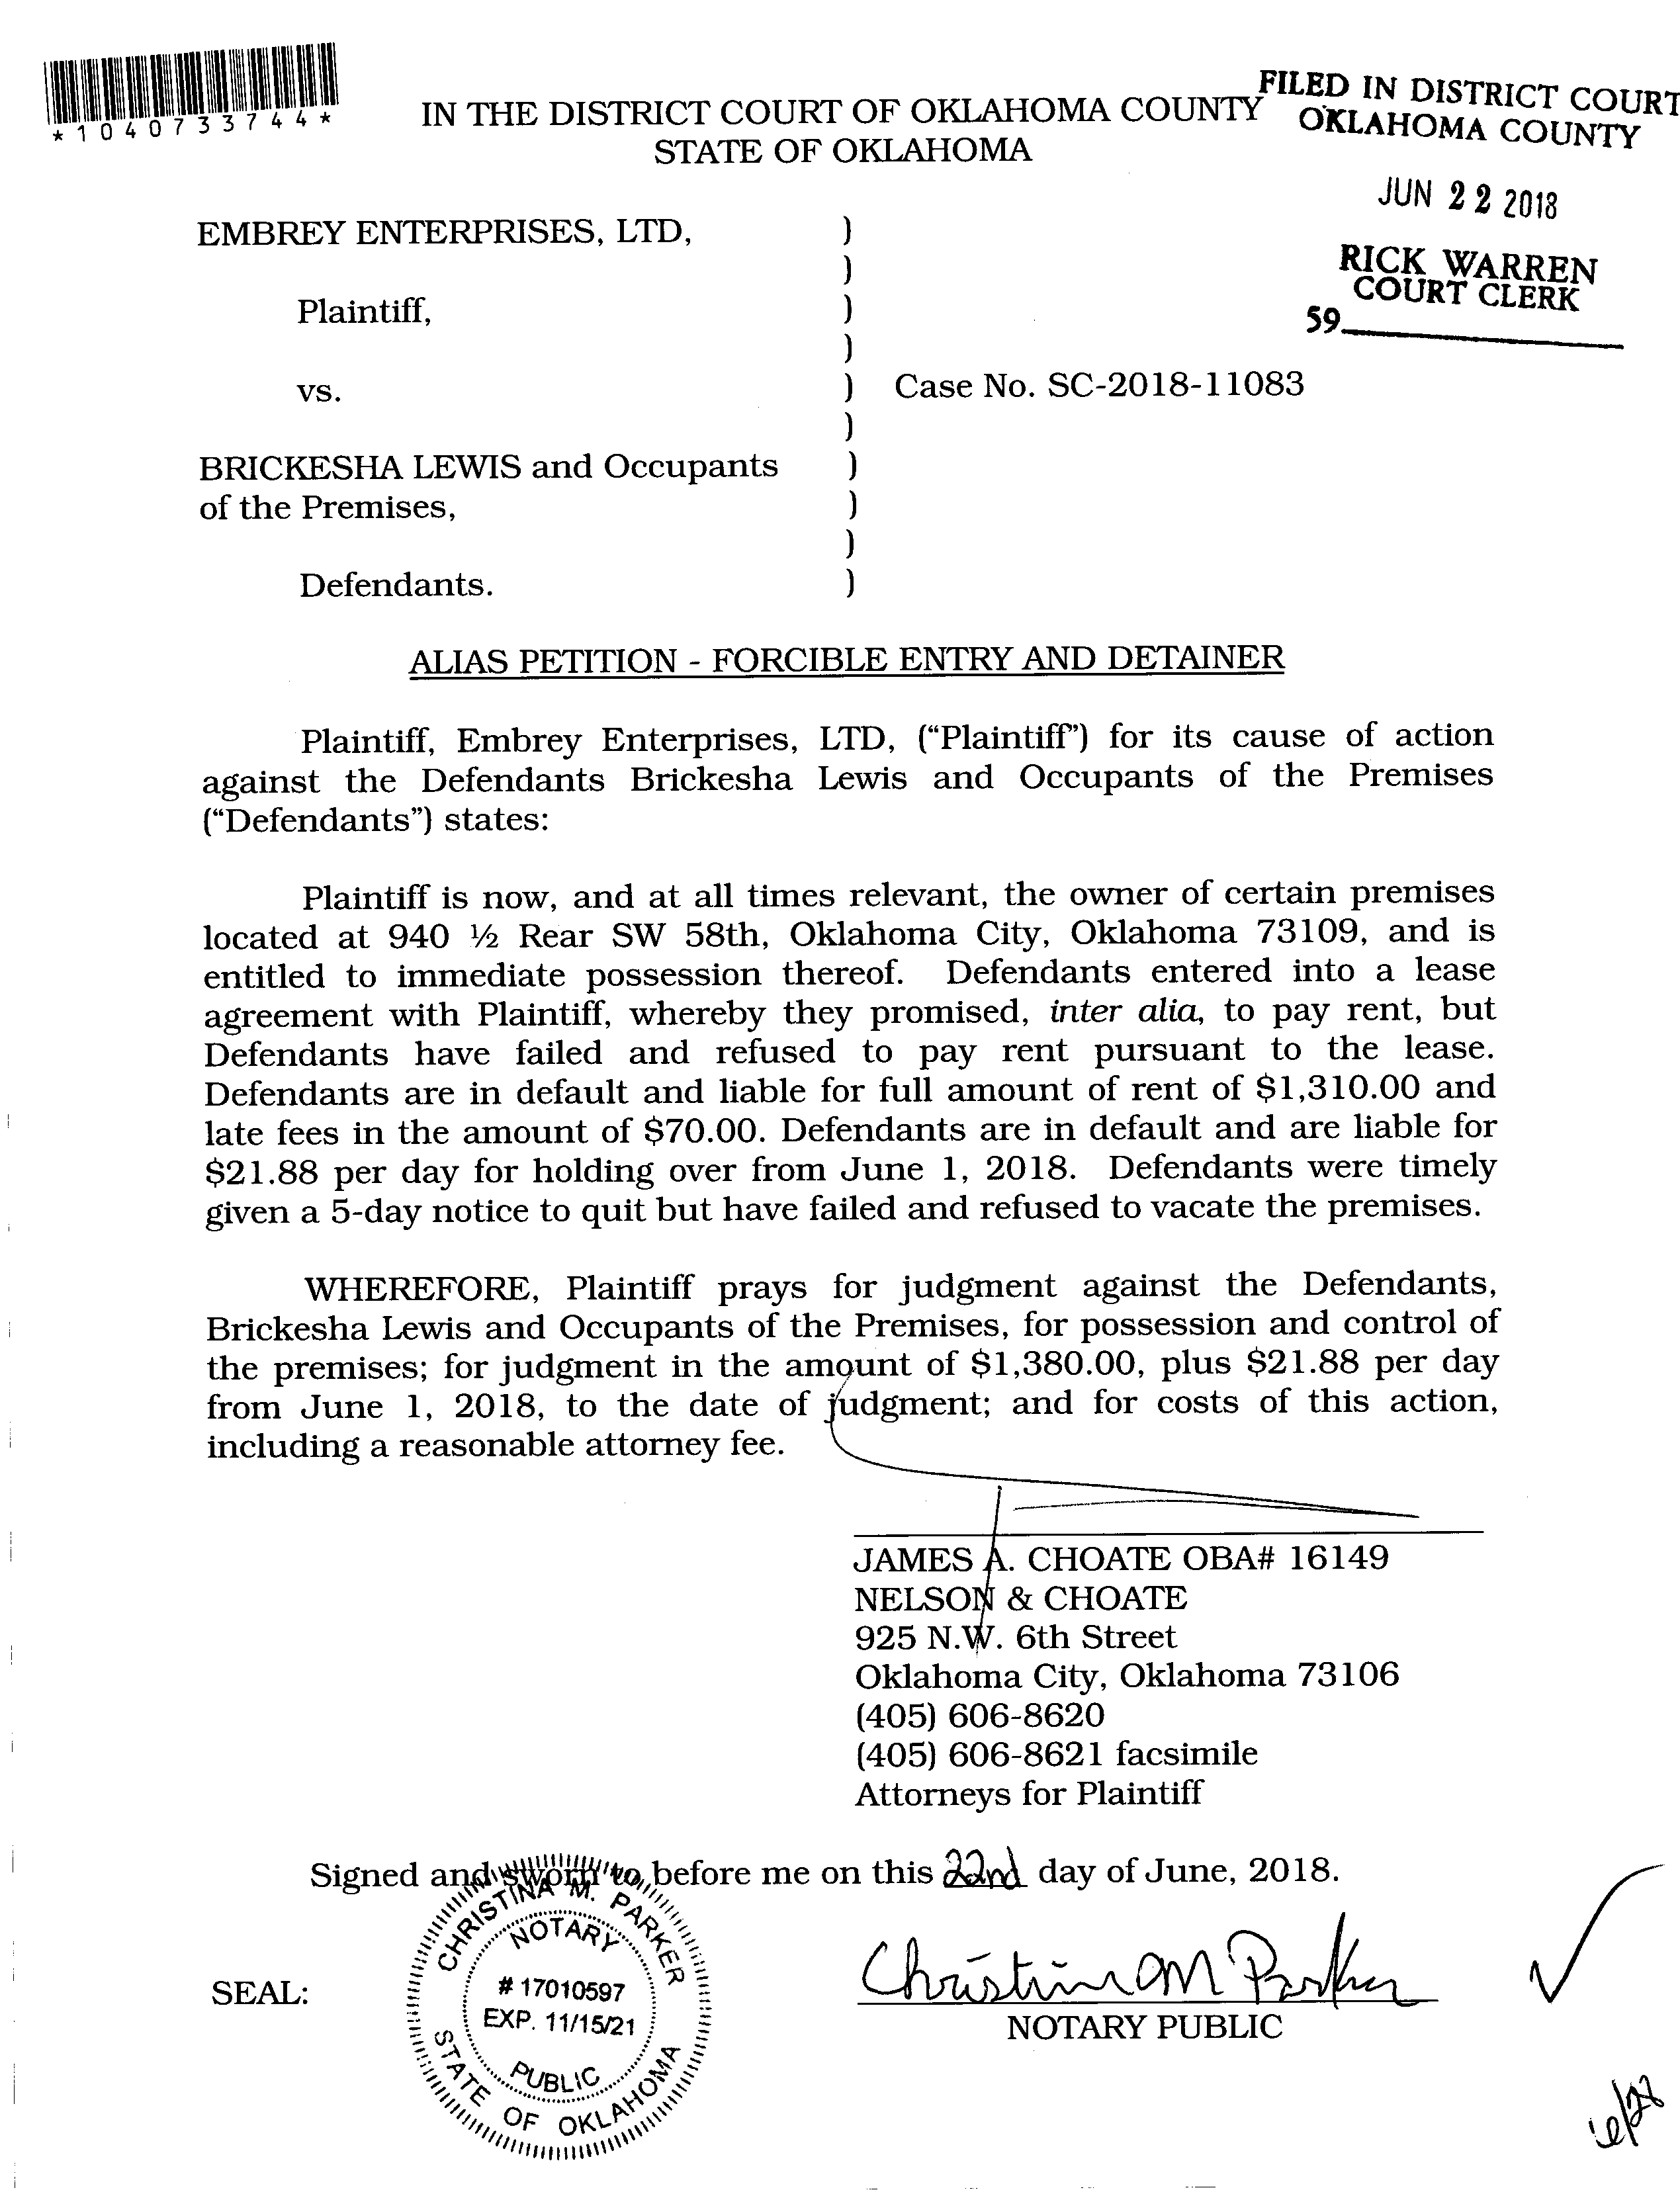 *1040733744*
IN THE DISTRICT COURT OF OKLAHOMA COUNTY
STATE OF OKLAHOMA
FILED IN DISTRICT COURT
OKLAHOMA COUNTY
JUN 22 2018
RICK WARREN
COURT CLERK
59
EMBREY ENTERPRISES, LTD, )
)
Plaintiff, )
)
vs. ) Case No. SC-2018-11083
)
BRICKESHA LEWIS and Occupants )
of the Premises, )
)
Defendants. )
ALIAS PETITION - FORCIBLE ENTRY AND DETAINER
Plaintiff, Embrey Enterprises, LTD, (“Plaintiff”) for its cause of action
against the Defendants Brickesha Lewis and Occupants of the Premises
(“Defendants”) states:
Plaintiff is now, and at all times relevant, the owner of certain premises
located at 940 ½ Rear SW 58th, Oklahoma City, Oklahoma 73109, and is
entitled to immediate possession thereof. Defendants entered into a lease
agreement with Plaintiff, whereby they promised, inter alia, to pay rent, but
Defendants have failed and refused to pay rent pursuant to the lease.
Defendants are in default and liable for full amount of rent of $1,310.00 and
late fees in the amount of $70.00. Defendants are in default and are liable for
$21.88 per day for holding over from June 1, 2018. Defendants were timely
given a 5-day notice to quit but have failed and refused to vacate the premises.
WHEREFORE, Plaintiff prays for judgment against the Defendants,
Brickesha Lewis and Occupants of the Premises, for possession and control of
the premises; for judgment in the amount of $1,380.00, plus $21.88 per day
from June 1, 2018, to the date of judgment; and for costs of this action,
including a reasonable attorney fee.
JAMES A. CHOATE OBA# 16149
NELSON & CHOATE
925 N.W. 6th Street
Oklahoma City, Oklahoma 73106
(405) 606-8620
(405) 606-8621 facsimile
Attorneys for Plaintiff
Signed and sworn to before me on this 22nd day of June, 2018.
SEAL:
CHRISTINA M. PARKER
NOTARY
# 17010597
EXP. 11/15/21
PUBLIC
STATE OF OKLAHOMA
Christina M Parker
NOTARY PUBLIC
6/28